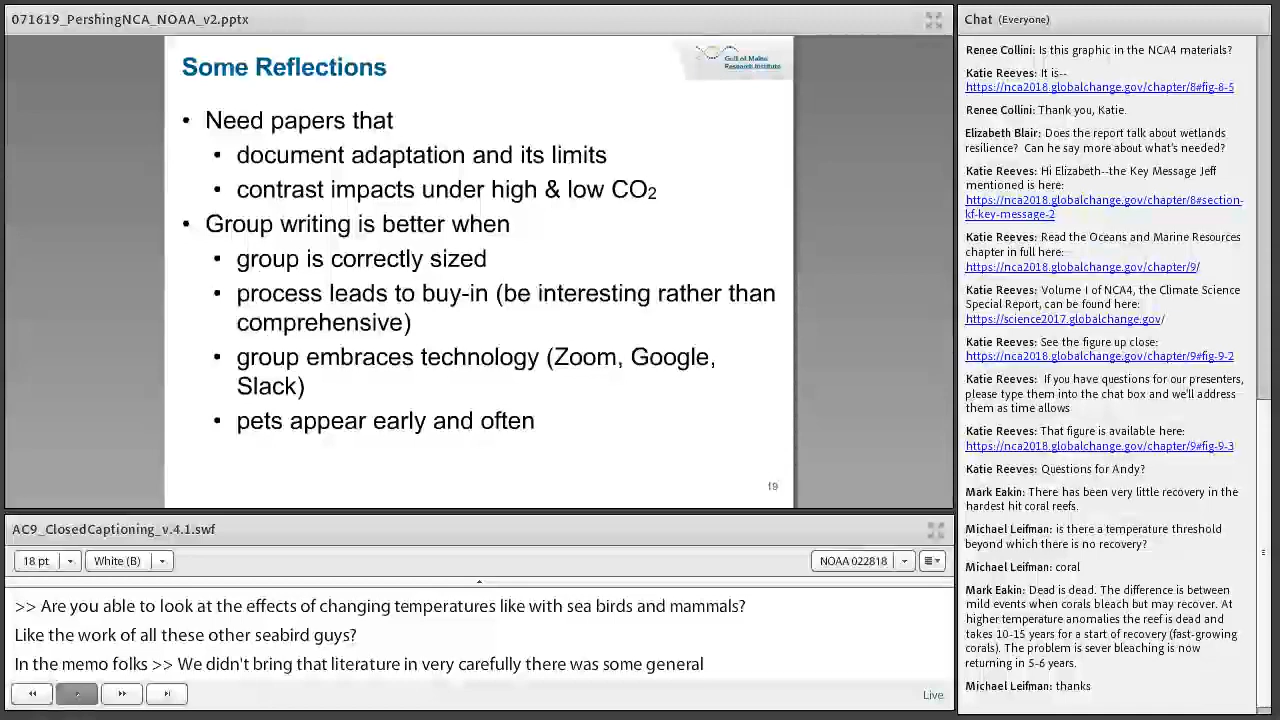 071619_PershingNCA_NOAA_v2.pptx
Some Reflections
Gulf of Maine
Research Institute
• Need papers that
• document adaptation and its limits
• contrast impacts under high & low CO2
• Group writing is better when
• group is correctly sized
• process leads to buy-in (be interesting rather than
comprehensive)
• group embraces technology (Zoom, Google,
Slack)
• pets appear early and often
19
AC9_ClosedCaptioning_v.4.1.swf
18 pt
White (B)
NOAA 022818
>> Are you able to look at the effects of changing temperatures like with sea birds and mammals?
Like the work of all these other seabird guys?
In the memo folks >> We didn't bring that literature in very carefully there was some general
Live
Chat (Everyone)
Renee Collini: Is this graphic in the NCA4 materials?
Katie Reeves: It is--
https://nca2018.globalchange.gov/chapter/8#fig-8-5
Renee Collini: Thank you, Katie.
Elizabeth Blair: Does the report talk about wetlands
resilience? Can he say more about what's needed?
Katie Reeves: Hi Elizabeth--the Key Message Jeff
mentioned is here:
https://nca2018.globalchange.gov/chapter/8#section-
kf-key-message-2
Katie Reeves: Read the Oceans and Marine Resources
chapter in full here:
https://nca2018.globalchange.gov/chapter/9/
Katie Reeves: Volume I of NCA4, the Climate Science
Special Report, can be found here:
https://science2017.globalchange.gov/
Katie Reeves: See the figure up close:
https://nca2018.globalchange.gov/chapter/9#fig-9-2
Katie Reeves: If you have questions for our presenters,
please type them into the chat box and we'll address
them as time allows
Katie Reeves: That figure is available here:
https://nca2018.globalchange.gov/chapter/9#fig-9-3
Katie Reeves: Questions for Andy?
Mark Eakin: There has been very little recovery in the
hardest hit coral reefs.
Michael Leifman: is there a temperature threshold
beyond which there is no recovery?
Michael Leifman: coral
Mark Eakin: Dead is dead. The difference is between
mild events when corals bleach but may recover. At
higher temperature anomalies the reef is dead and
takes 10-15 years for a start of recovery (fast-growing
corals). The problem is sever bleaching is now
returning in 5-6 years.
Michael Leifman: thanks